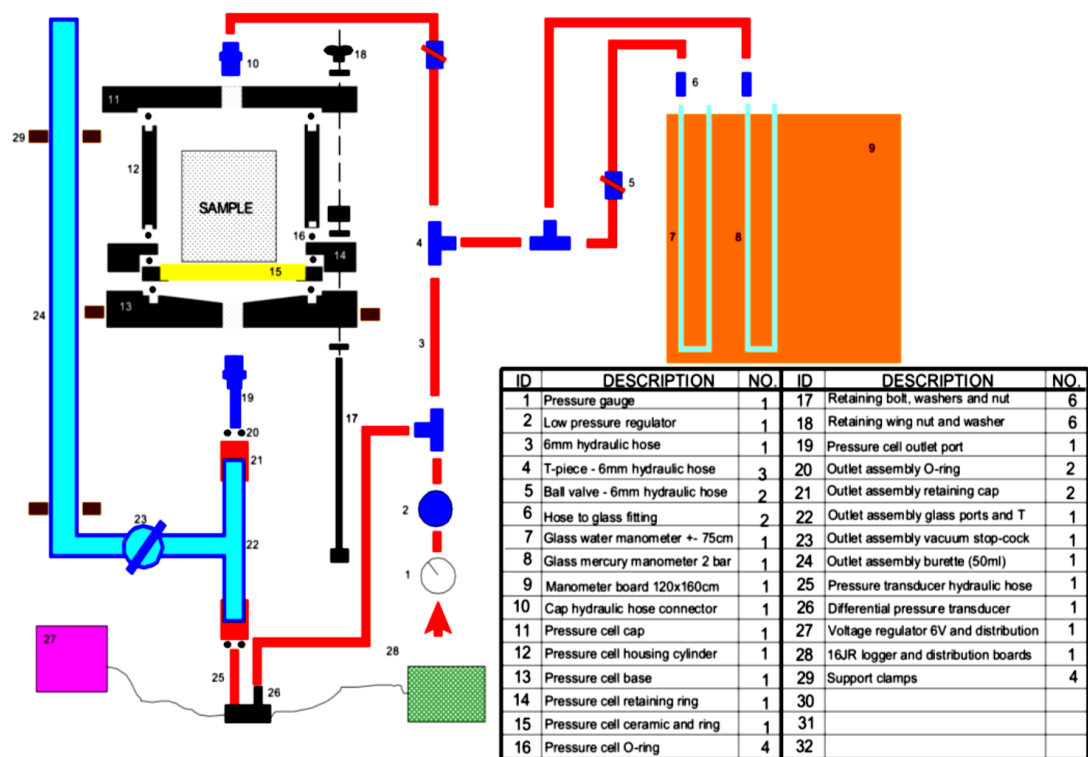 18
10
11
29
12
SAMPLE
16
14
15
13
24
19
20
21
17
23
22
27
25
26
28
6
9
5
4
7
8
3
2
1
ID DESCRIPTION NO. ID DESCRIPTION NO.
1 Pressure gauge 1 17 Retaining bolt, washers and nut 6
2 Low pressure regulator 1 18 Retaining wing nut and washer 6
3 6mm hydraulic hose 1 19 Pressure cell outlet port 1
4 T-piece - 6mm hydraulic hose 3 20 Outlet assembly O-ring 2
5 Ball valve - 6mm hydraulic hose 2 21 Outlet assembly retaining cap 2
6 Hose to glass fitting 2 22 Outlet assembly glass ports and T 1
7 Glass water manometer +- 75cm 1 23 Outlet assembly vacuum stop-cock 1
8 Glass mercury manometer 2 bar 1 24 Outlet assembly burette (50ml) 1
9 Manometer board 120x160cm 1 25 Pressure transducer hydraulic hose 1
10 Cap hydraulic hose connector 1 26 Differential pressure transducer 1
11 Pressure cell cap 1 27 Voltage regulator 6V and distribution 1
12 Pressure cell housing cylinder 1 28 16JR logger and distribution boards 1
13 Pressure cell base 1 29 Support clamps 4
14 Pressure cell retaining ring 1 30
15 Pressure cell ceramic and ring 1 31
16 Pressure cell O-ring 4 32